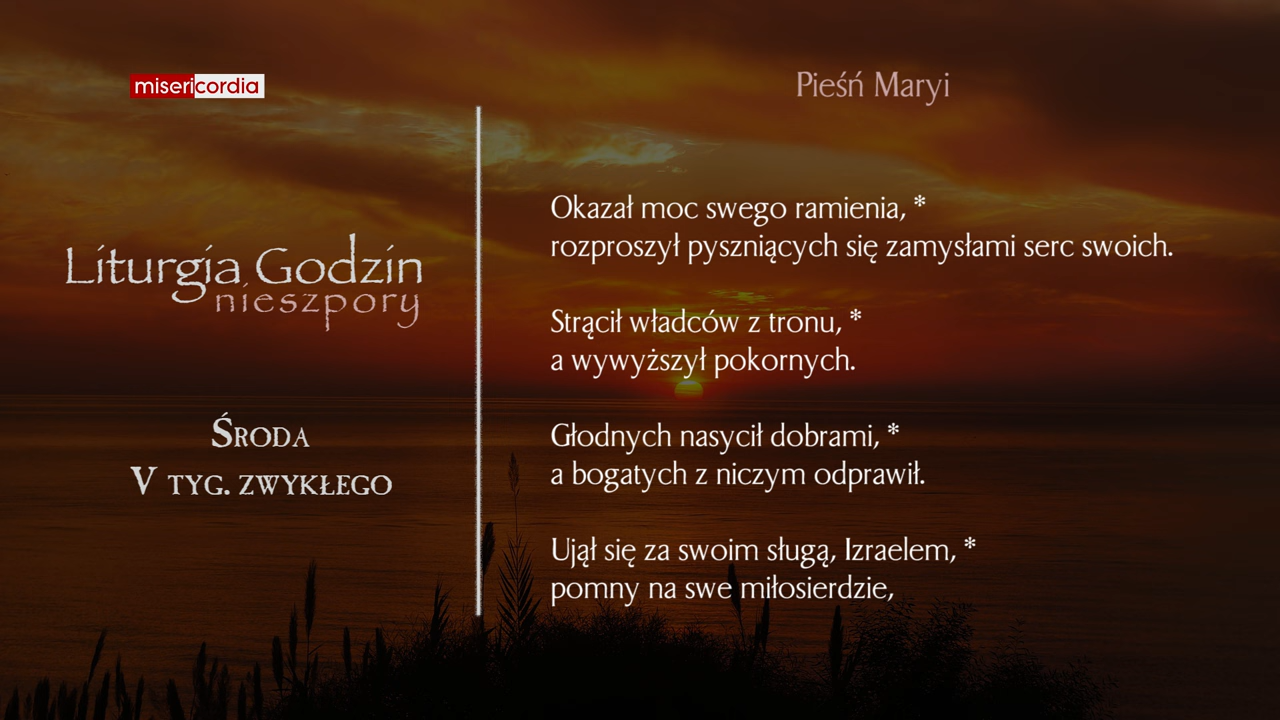 misericordia
Liturgia Godzin
nieszpory
Środa
V tyg. zwykłego
Pieśń Maryi
Okazał moc swego ramienia, *
rozproszył pyszniących się zamysłami serc swoich.
Strącił władców z tronu, *
a wywyższył pokornych.
Głodnych nasycił dobrami, *
a bogatych z niczym odprawił.
Ujął się za swoim sługą, Izraelem, *
pomny na swe miłosierdzie,